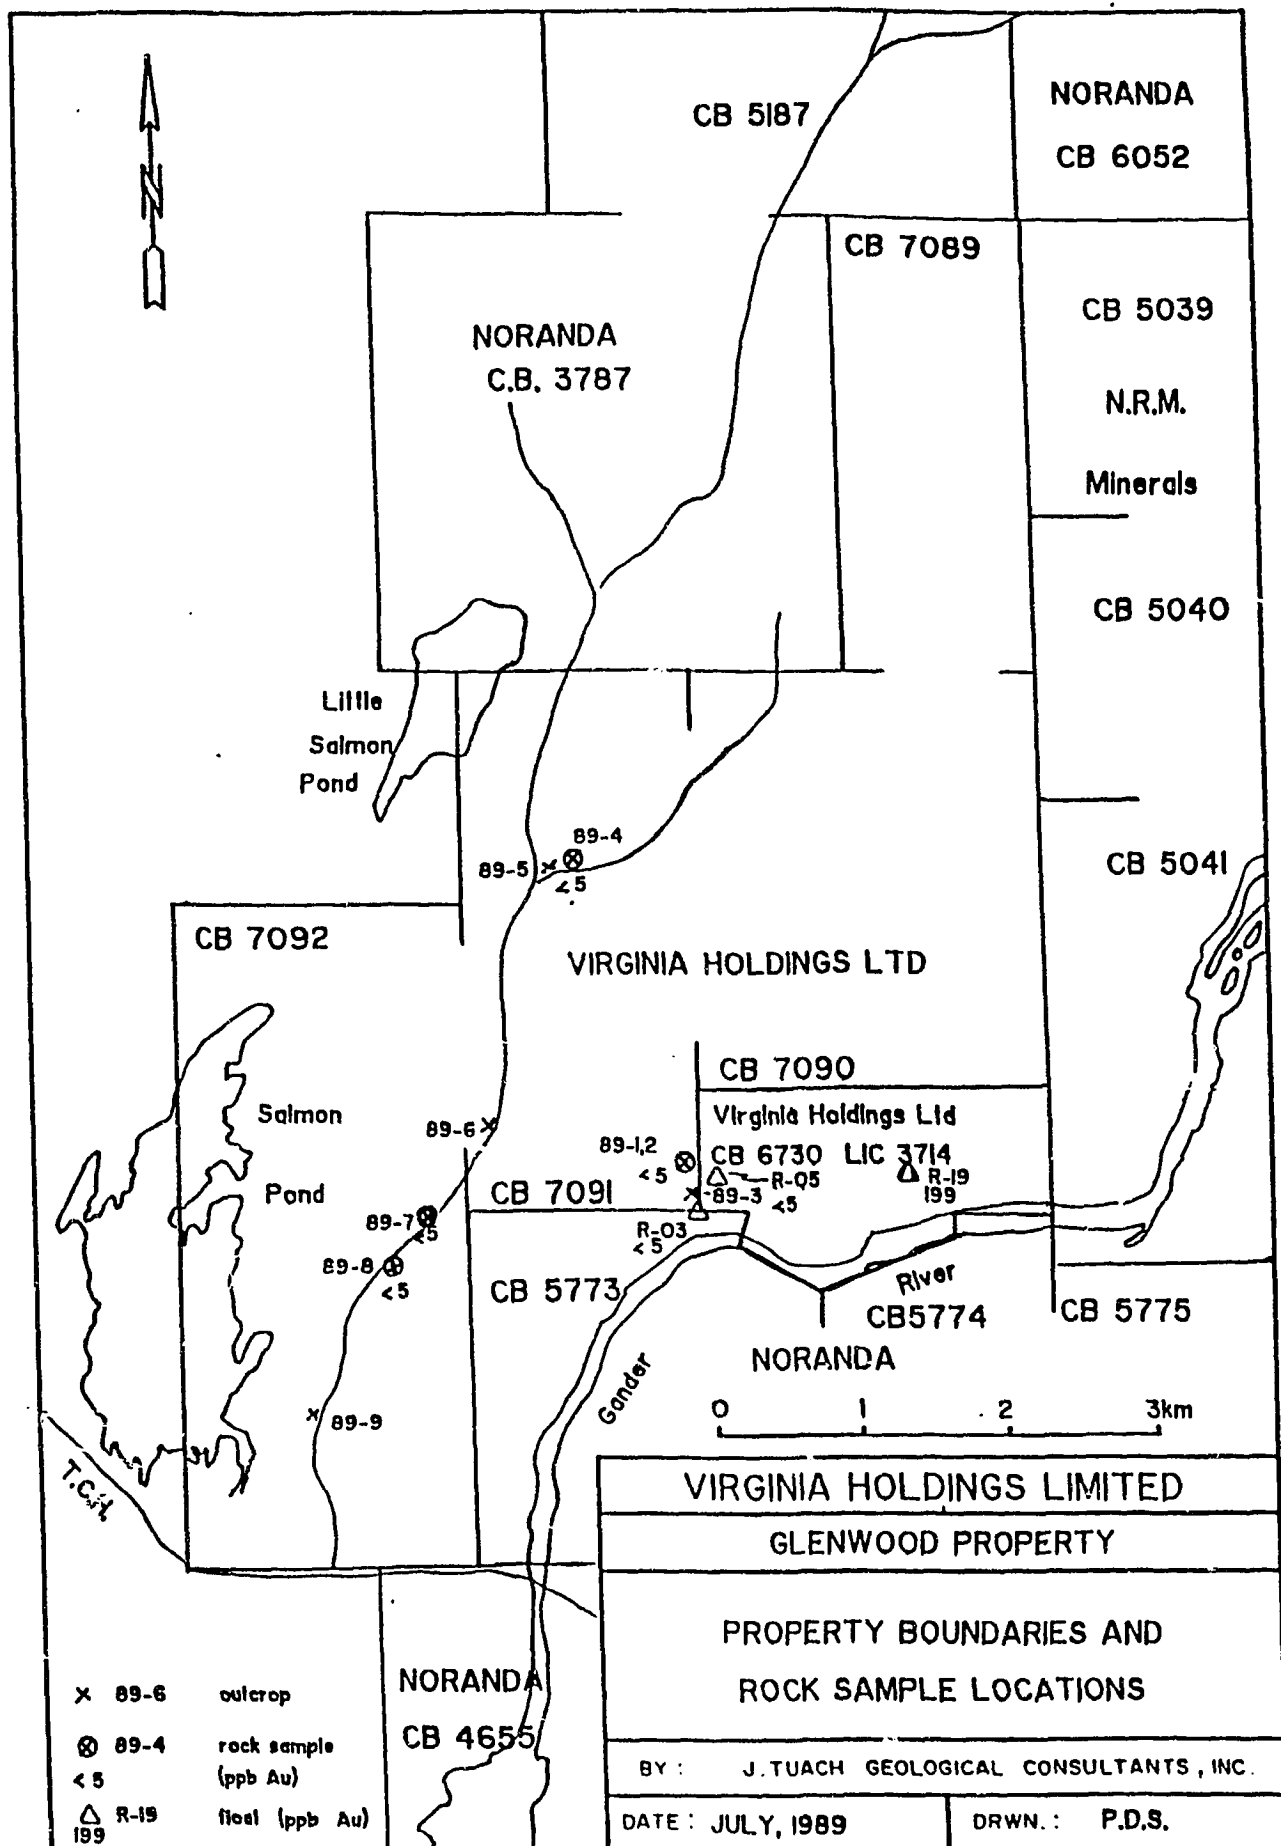 CB 5187
NORANDA
CB 6052
N
CB 7089
CB 5039
N.R.M.
Minerals
NORANDA
C.B. 3787
CB 5040
Little
Salmon
Pond
89-4
89-5
< 5
CB 5041
CB 7092
VIRGINIA HOLDINGS LTD
CB 7090
Salmon
Pond
Virginia Holdings Ltd
CB 6730 LIC 3714
89-6
89-1,2
< 5
R-05
< 5
R-19
199
89-3
CB 7091
89-7
< 5
R-03
< 5
89-8
< 5
CB 5773
River
CB5774
CB 5775
NORANDA
Gander
89-9
0 1 2 3km
T.C.H.
VIRGINIA HOLDINGS LIMITED
GLENWOOD PROPERTY
PROPERTY BOUNDARIES AND
ROCK SAMPLE LOCATIONS
BY : J. TUACH GEOLOGICAL CONSULTANTS, INC.
DATE : JULY, 1989
DRWN. : P.D.S.
NORANDA
CB 4655
x 89-6 outcrop
89-4 rock sample
< 5 (ppb Au)
R-19 float (ppb Au)
199